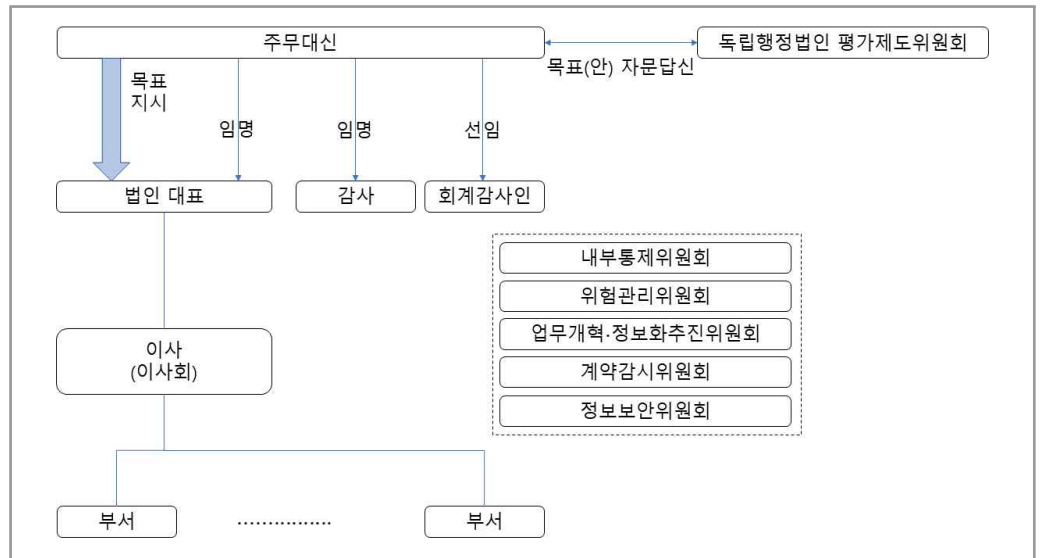 주무대신
독립행정법인 평가제도위원회
목표(안) 자문답신
목표
지시
임명
임명
선임
법인 대표
감사
회계감사인
내부통제위원회
위험관리위원회
업무개혁·정보화추진위원회
계약감시위원회
정보보안위원회
이사
(이사회)
부서
...............
부서